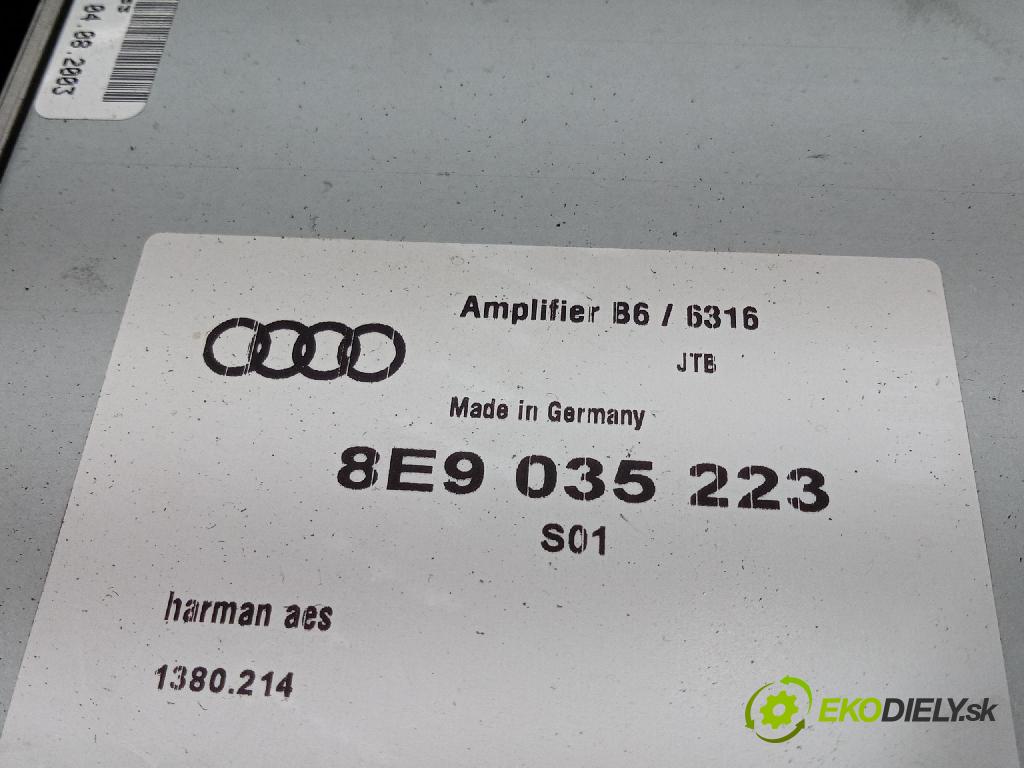 04.08.2003
Amplifier B6 / 6316
JTB
Made in Germany
8E9 035 223
S01
harman aes
1380.214
EKODIELY.sk